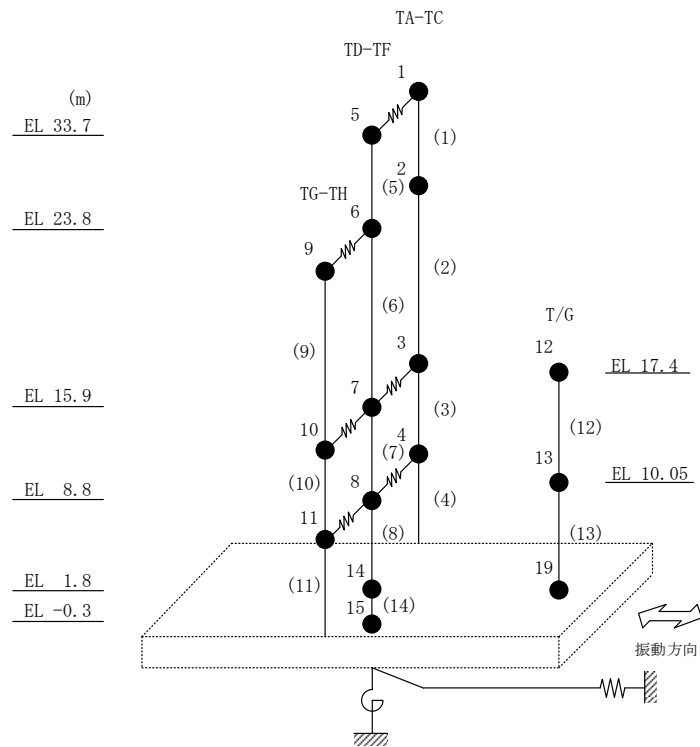 TA-TC
TD-TF
1
(m)
5
EL 33.7
(1)
2
(5)
TG-TH
6
EL 23.8
9
(2)
(6)
T/G
3
12
(9)
EL 17.4
7
EL 15.9
(3)
10
(12)
4
13
(7)
(10)
8
EL 10.05
EL 8.8
(4)
11
(8)
(13)
14
19
(11)
EL 1.8
15
(14)
EL -0.3
振動方向